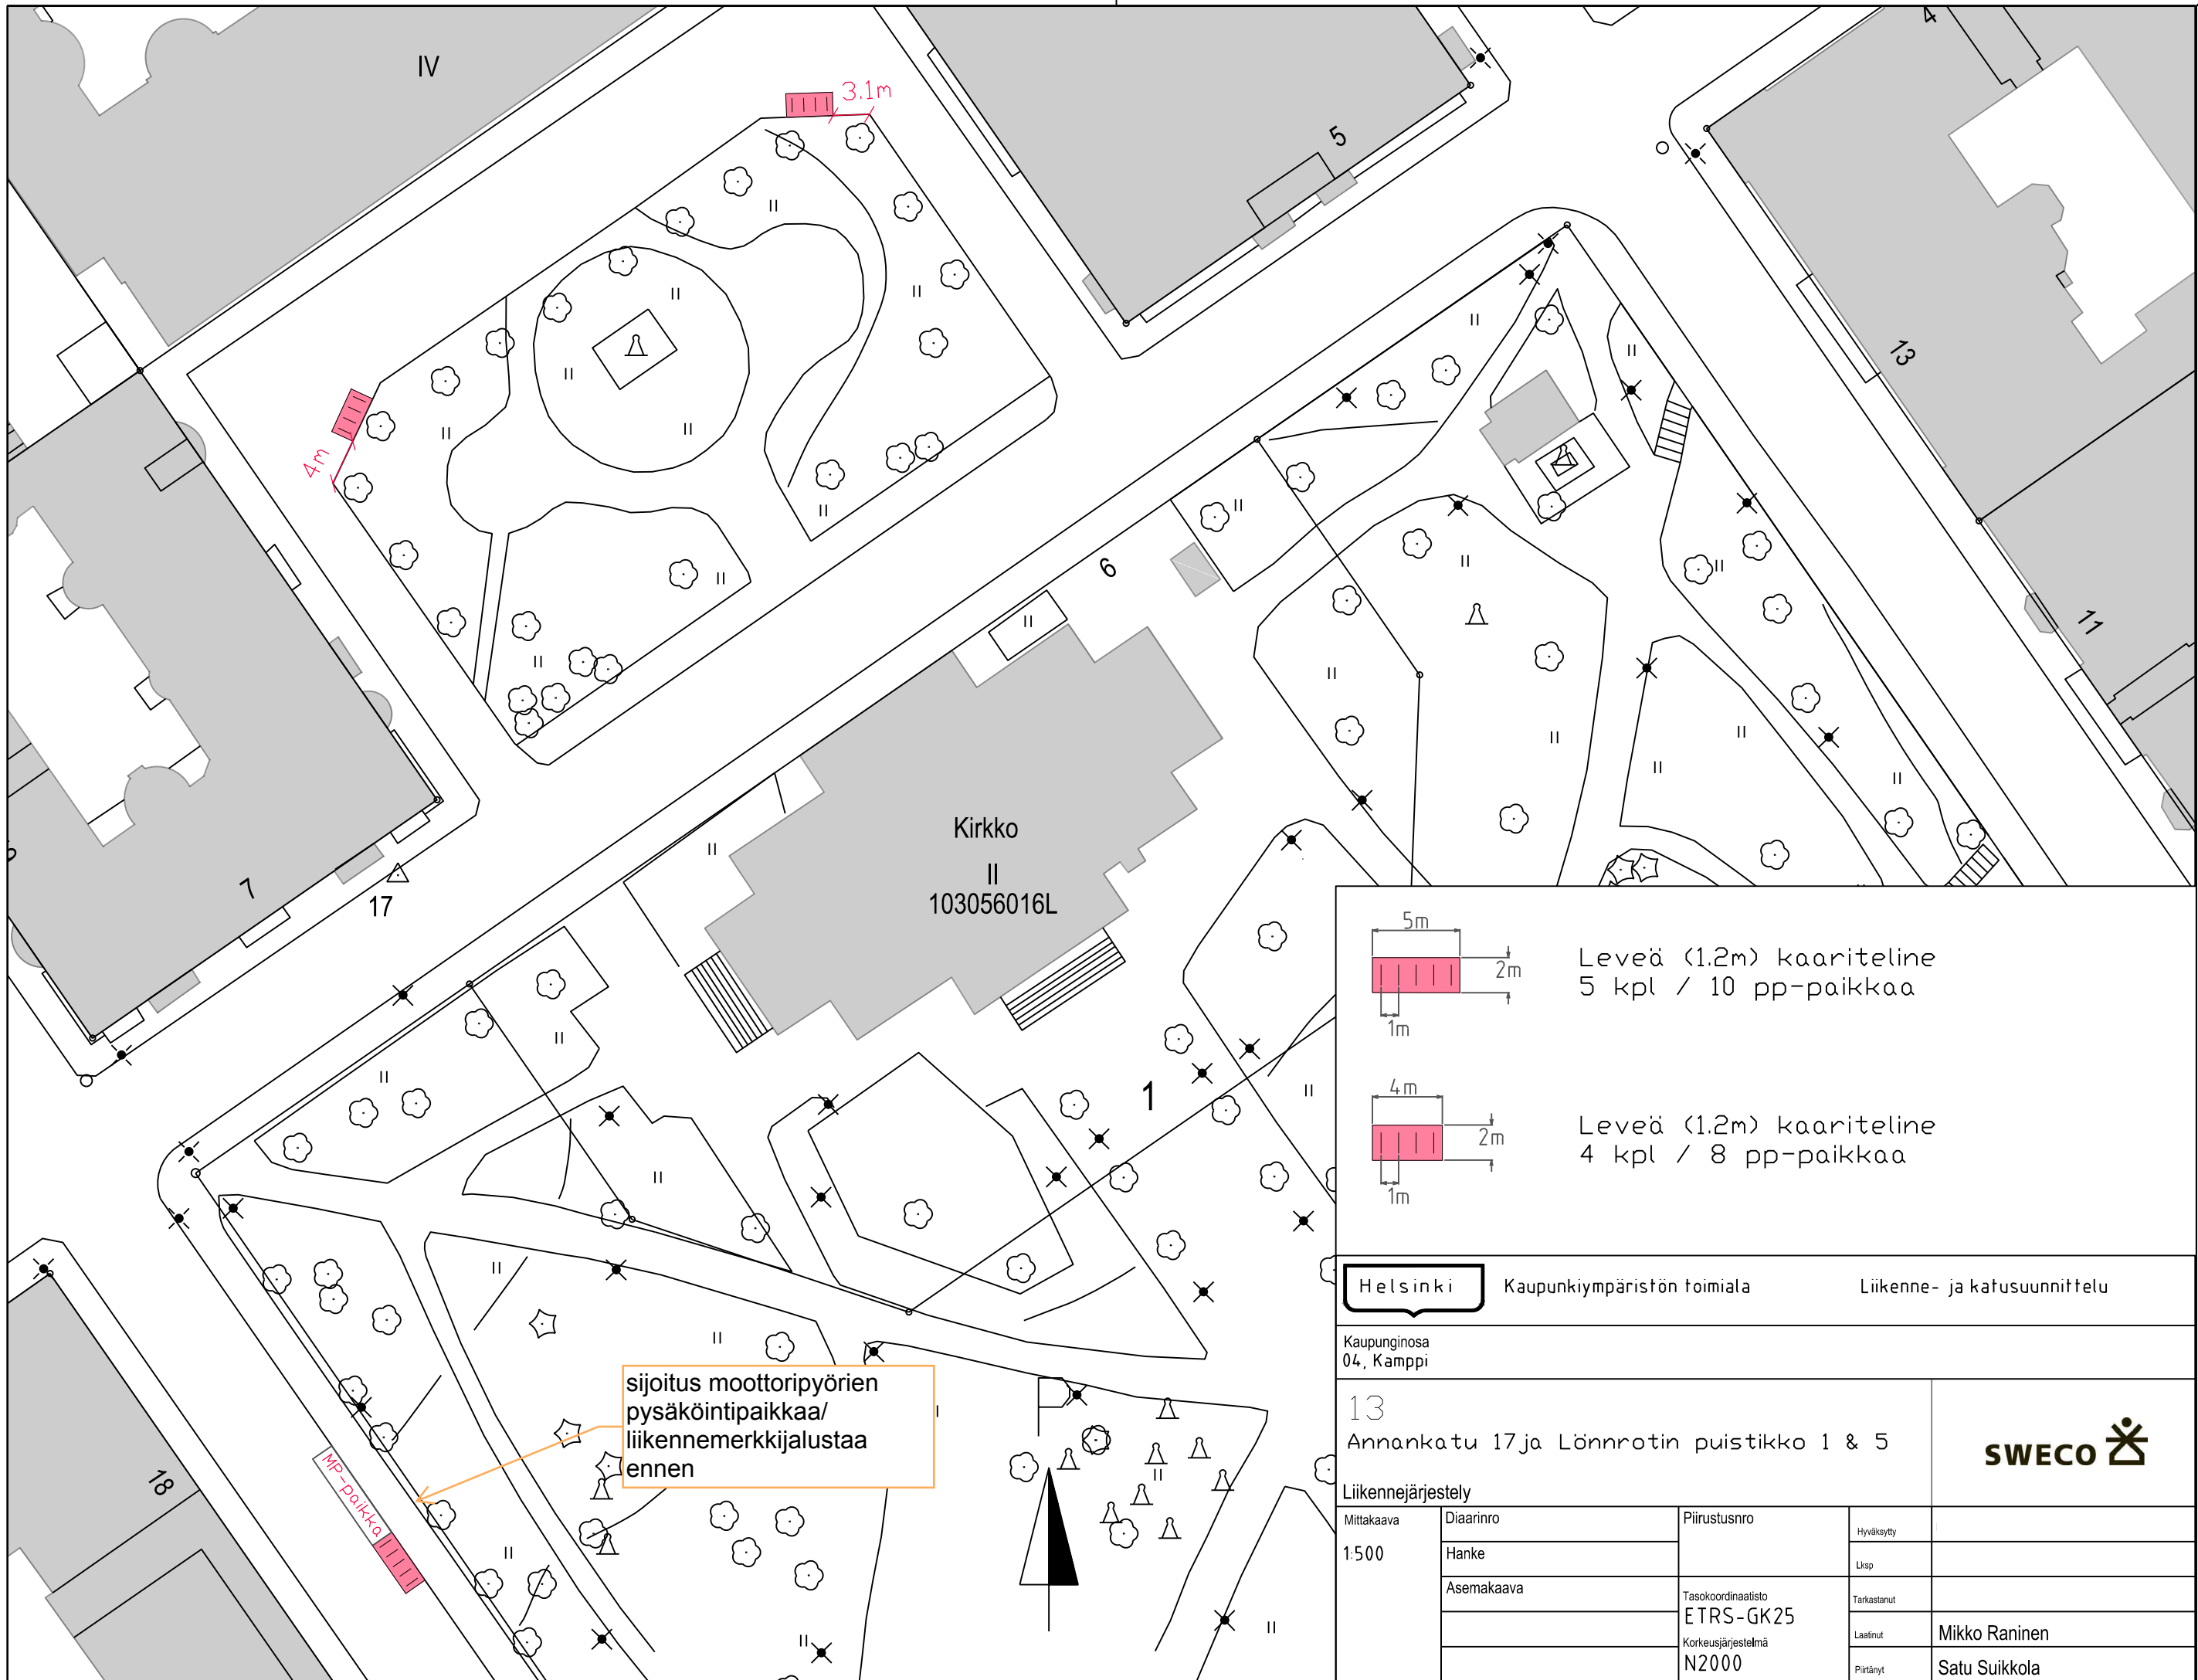 IV
3.1m
4
5
13
4m
11
6
Kirkko
II
103056016L
7
17
1
18
MP-paikka
sijoitus moottoripyörien
pysäköintipaikkaa/
liikennemerkkijalustaa
ennen
5m
2m
1m
Leveä (1.2m) kaariteline
5 kpl / 10 pp-paikkaa
4m
2m
1m
Leveä (1.2m) kaariteline
4 kpl / 8 pp-paikkaa
Helsinki Kaupunkiympäristön toimiala Liikenne- ja katusuunnittelu
Kaupunginosa
04, Kamppi
13
Annankatu 17 ja Lönnrotin puistikko 1 & 5
Liikennejärjestely
SWECO
Mittakaava
1:500
Diaarinro
Hanke
Asemakaava
Piirustusnro
Tasokoordinaatisto
ETRS-GK25
Korkeusjärjestelmä
N2000
Hyväksytty
Lksp
Tarkastanut
Laatinut Mikko Raninen
Piirtänyt Satu Suikkola